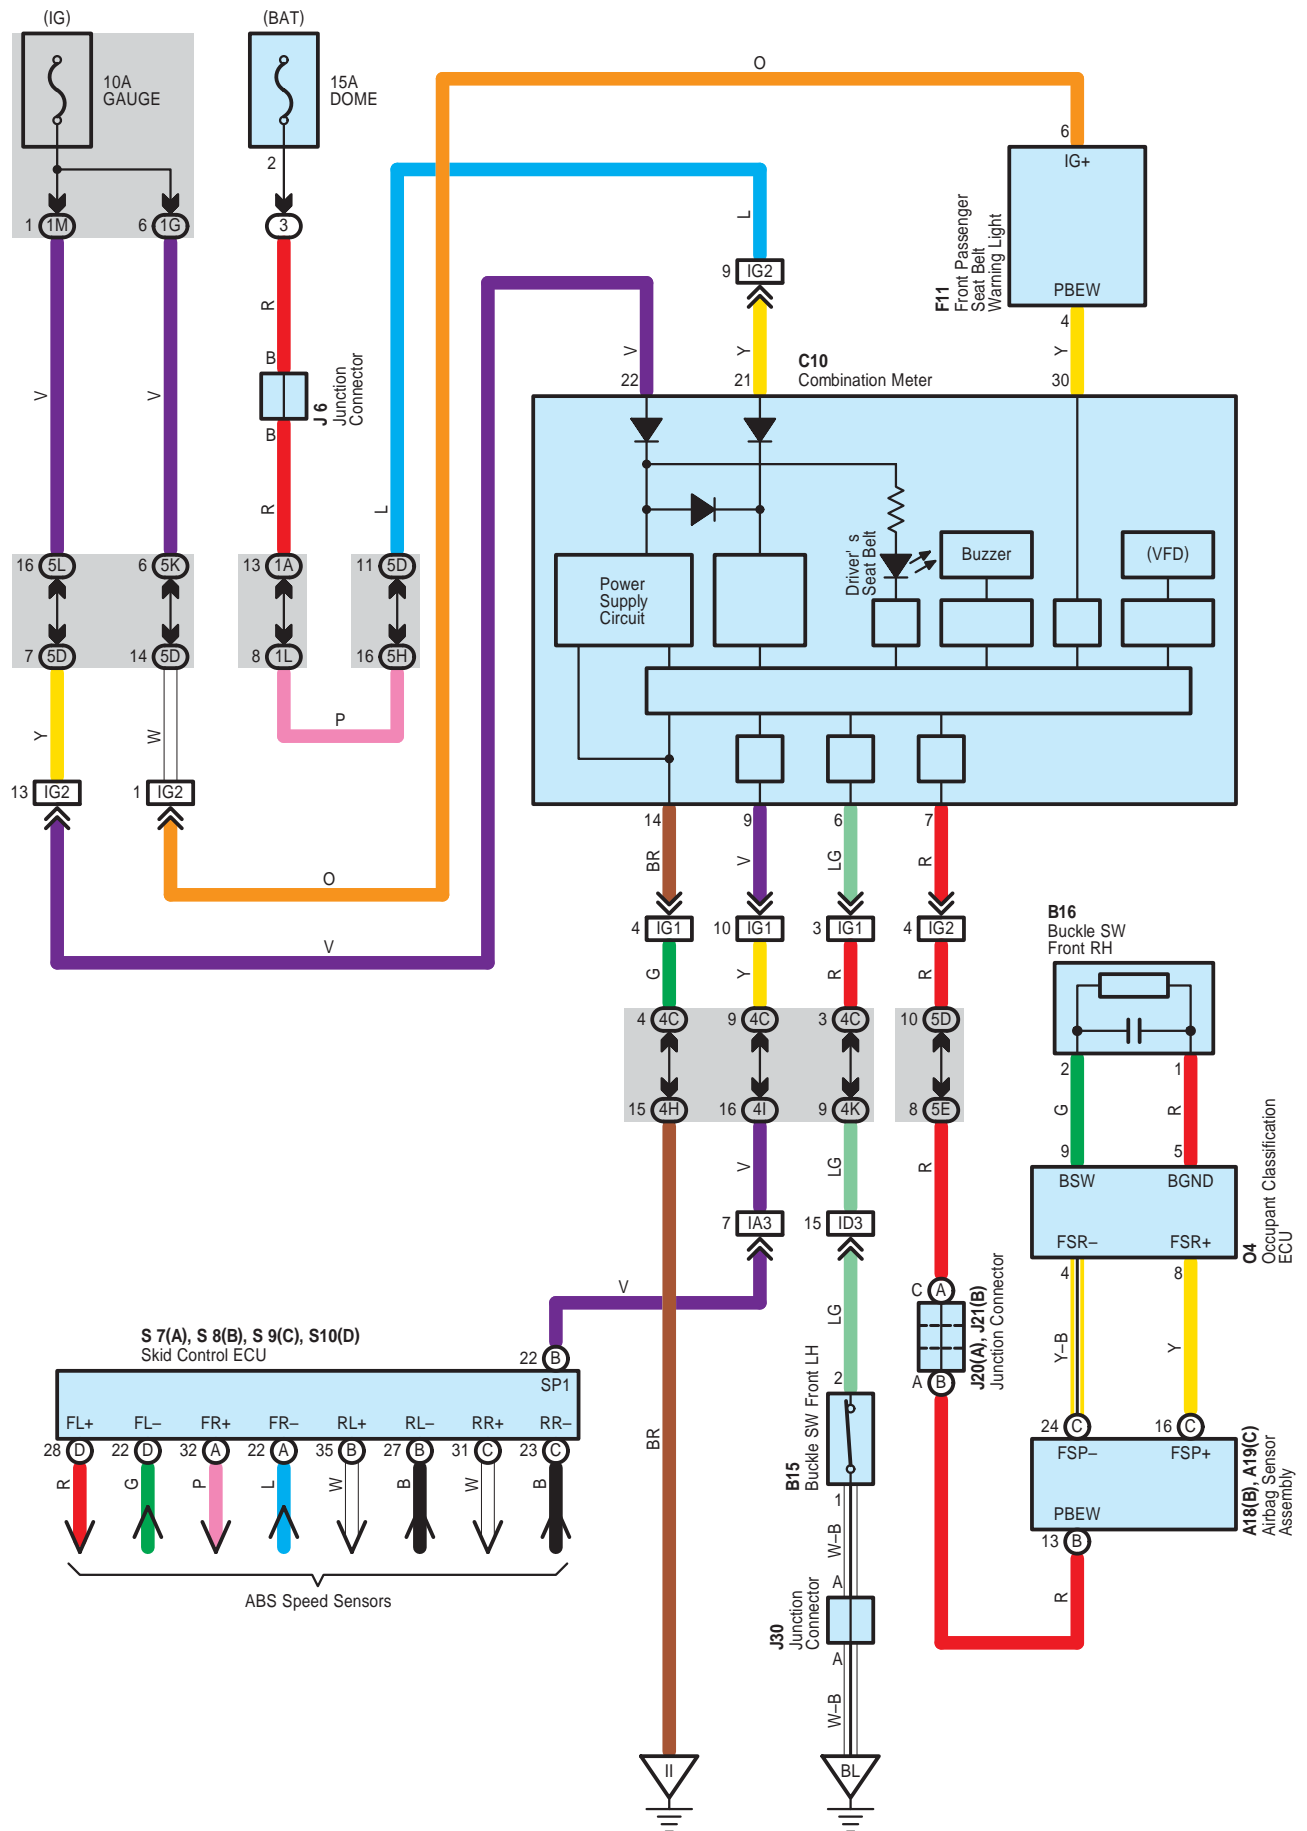 (IG)
(BAT)
10A
GAUGE
15A
DOME
2
1
1M
6
1G
3
O
6
IG+
PBEW
F11
Front Passenger
Seat Belt
Warning Light
4
Y
30
L
9
IG2
Y
21
V
22
C10
Combination Meter
V
V
R
B
J 6
Junction
Connector
B
R
L
16
5L
6
5K
13
1A
11
5D
7
5D
14
5D
8
1L
16
5H
Y
W
P
13
IG2
1
IG2
O
V
Power
Supply
Circuit
Driver' s
Seat Belt
Buzzer
(VFD)
14
9
6
7
BR
V
LG
R
4
IG1
10
IG1
3
IG1
4
IG2
G
Y
R
R
4
4C
9
4C
3
4C
10
5D
15
4H
16
4I
9
4K
8
5E
V
LG
R
7
IA3
15
ID3
V
LG
BR
B16
Buckle SW
Front RH
2
1
G
R
9
5
BSW
BGND
FSR–
FSR+
O4
Occupant Classification
ECU
4
8
Y–B
Y
24
C
16
C
FSP–
FSP+
PBEW
A18(B), A19(C)
Airbag Sensor
Assembly
13
B
R
C
A
A
B
J20(A), J21(B)
Junction Connector
2
B15
Buckle SW Front LH
1
W–B
A
J30
Junction
Connector
A
W–B
II
BL
S 7(A), S 8(B), S 9(C), S10(D)
Skid Control ECU
22
B
SP1
FL+
FL–
FR+
FR–
RL+
RL–
RR+
RR–
28
D
22
D
32
A
22
A
35
B
27
B
31
C
23
C
R
G
P
L
W
B
W
B
ABS Speed Sensors